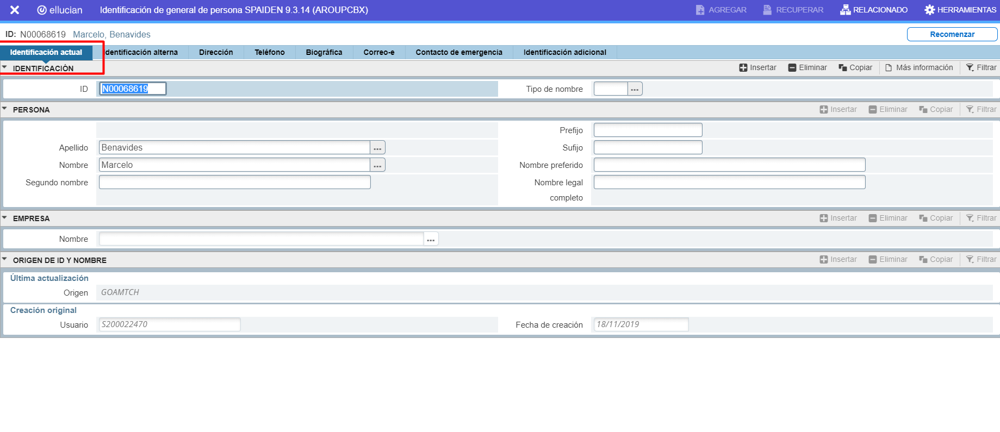 ellucian Identificación de general de persona SPAIDEN 9.3.14 (AROUPCBX) AGREGAR RECUPERAR RELACIONADO HERRAMIENTAS
ID: N00068619 Marcelo, Benavides Recomenzar
Identificación actual Identificación alterna Dirección Teléfono Biográfica Correo-e Contacto de emergencia Identificación adicional
IDENTIFICACIÓN Insertar Eliminar Copiar Más información Filtrar
ID N00068619 Tipo de nombre ...
PERSONA Insertar Eliminar Copiar Filtrar
Prefijo
Apellido Benavides ... Sufijo
Nombre Marcelo ... Nombre preferido
Segundo nombre Nombre legal
completo
EMPRESA Insertar Eliminar Copiar Filtrar
Nombre ...
ORIGEN DE ID Y NOMBRE Insertar Eliminar Copiar Filtrar
Última actualización
Origen GOAMTCH
Creación original
Usuario S200022470 Fecha de creación 18/11/2019